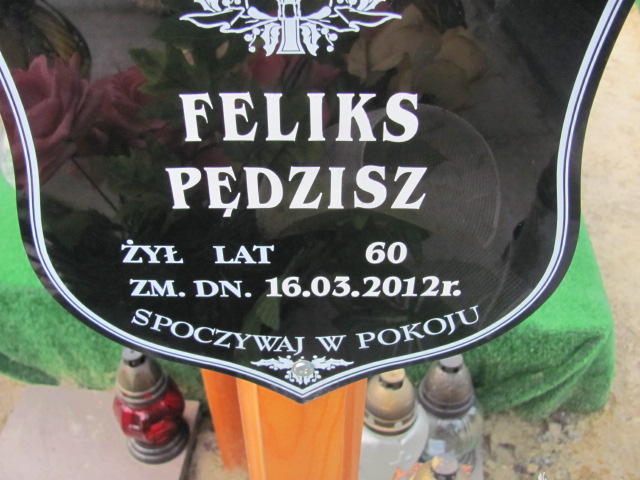 FELIKS
PĘDZISZ
ŻYŁ LAT 60
ZM. DN. 16.03.2012r.
SPOCZYWAJ W POKOJU